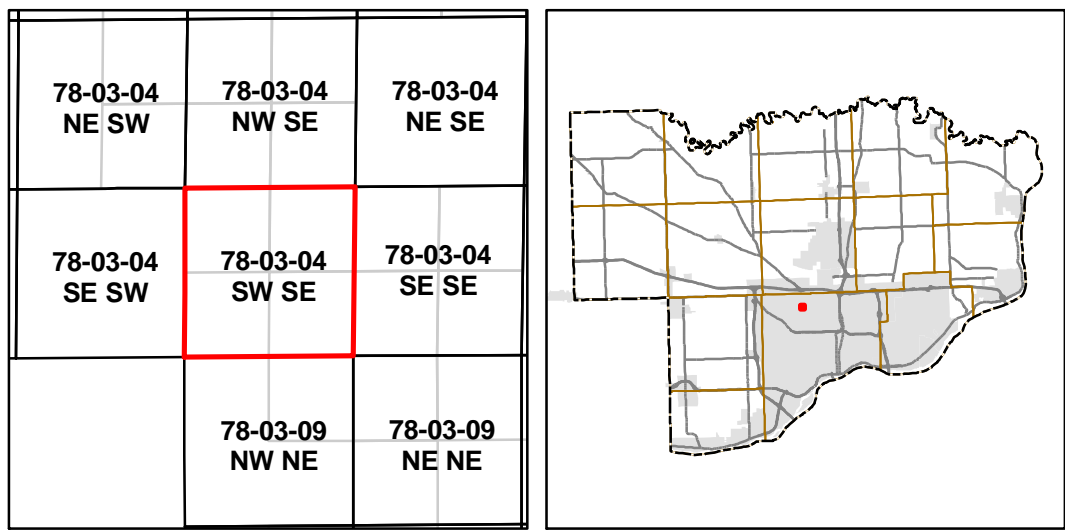 78-03-04
NE SW
78-03-04
NW SE
78-03-04
NE SE
78-03-04
SE SW
78-03-04
SW SE
78-03-04
SE SE
78-03-09
NW NE
78-03-09
NE NE